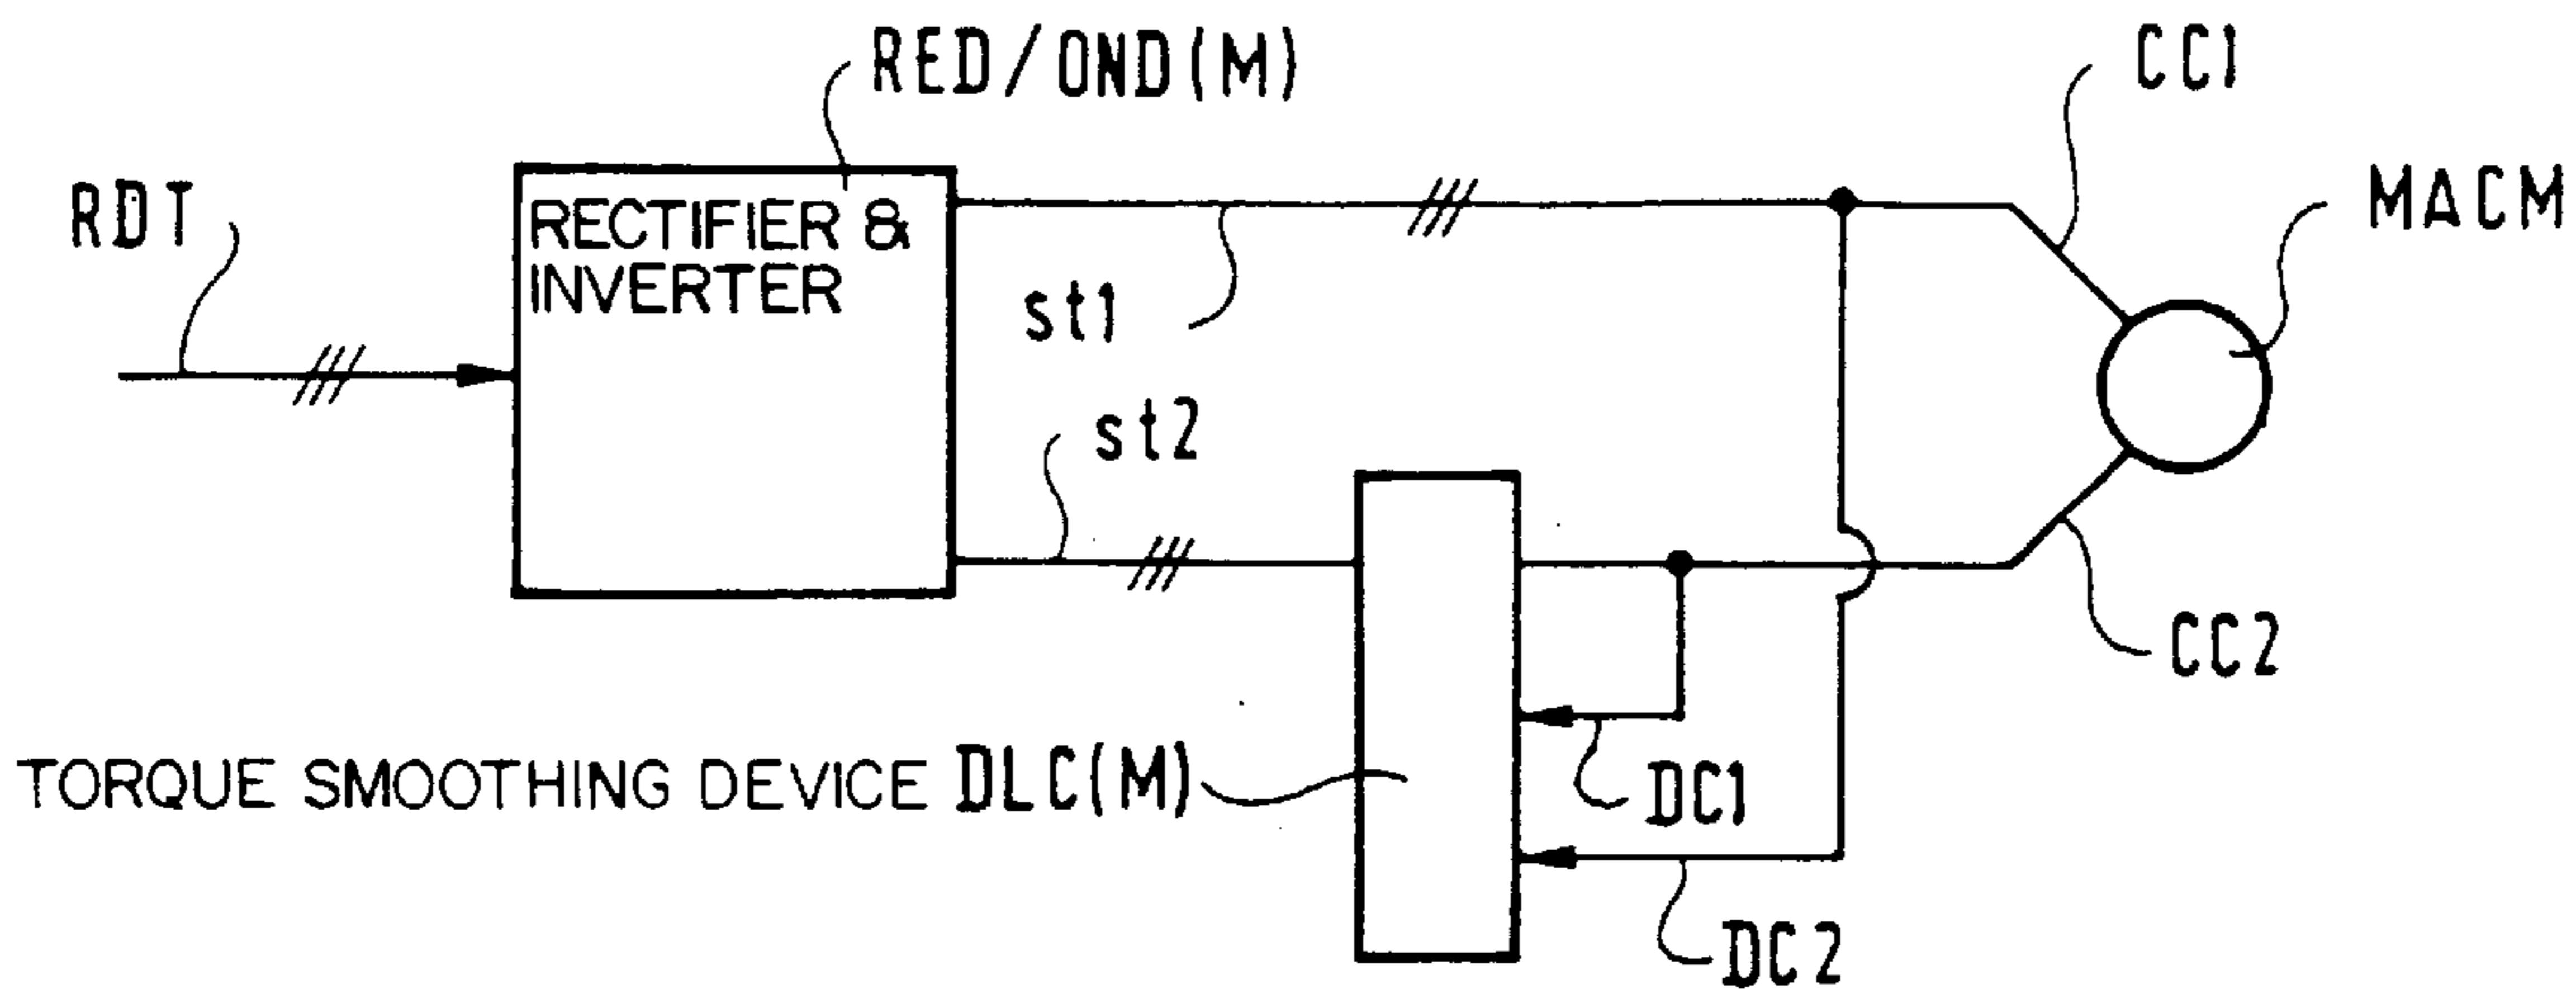 RED/OND(M)
CC1
RDT
MACM
RECTIFIER &
INVERTER
st1
st2
CC2
TORQUE SMOOTHING DEVICE DLC(M)
DC1
DC2